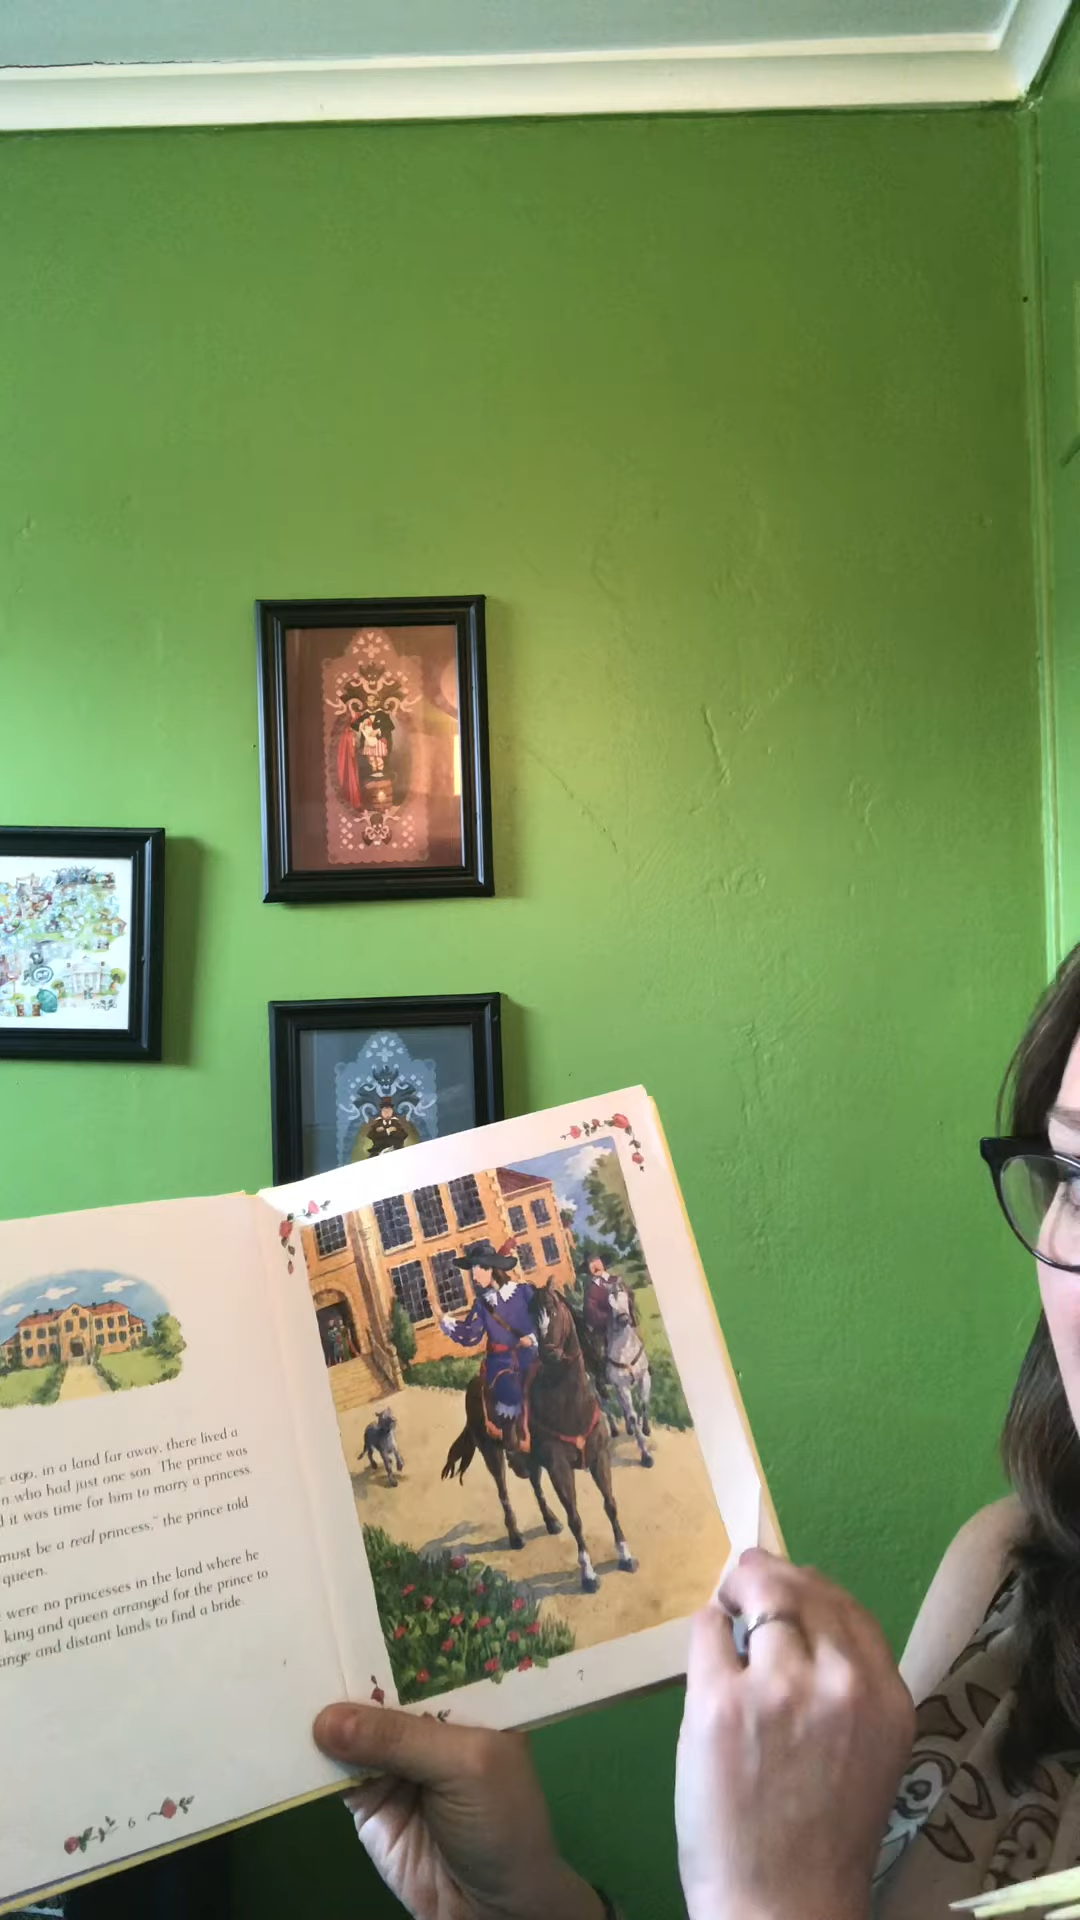 ago, in a land far away, there lived a
who had just one son. The prince was
it was time for him to marry a princess.
must be a real princess," the prince told
queen.
were no princesses in the land where he
king and queen arranged for the prince to
and distant lands to find a bride.
6
7